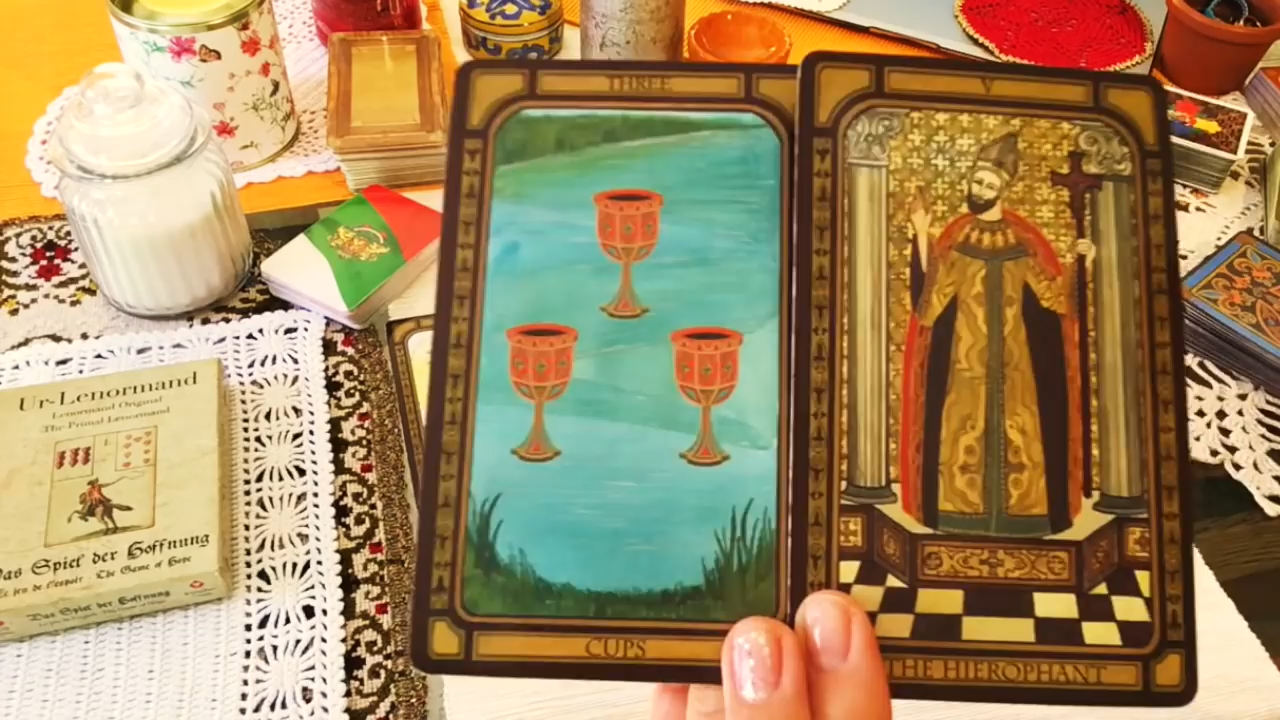 THREE
CUPS
V
THE HIEROPHANT
Ur-Lenormand
Lenormand Original
The Primal Lenormand
Das Spiel der Hoffnung
Le jeu de l'espoir · The Game of Hope
Das Spiel der Hoffnung